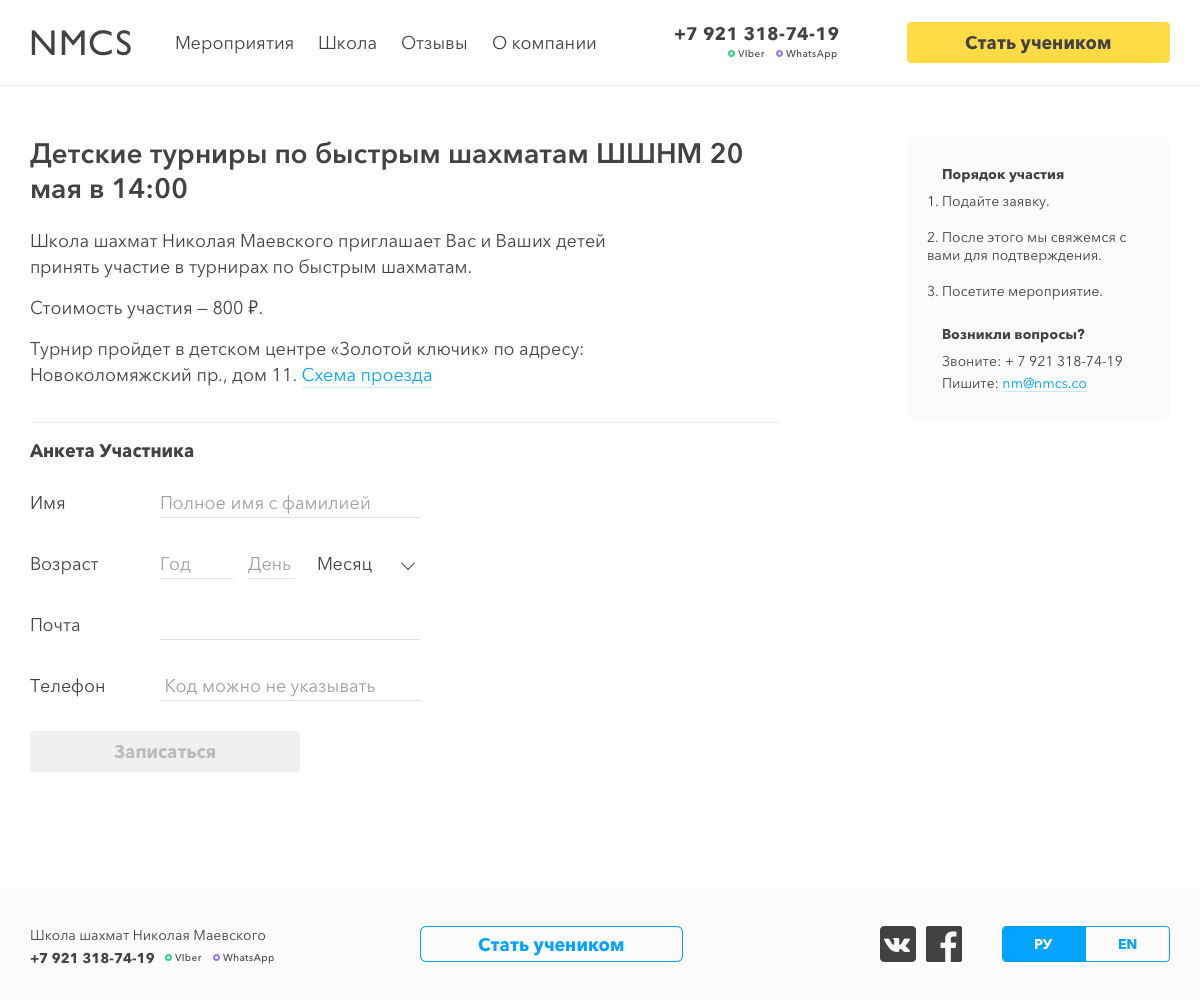 NMCS
Мероприятия Школа Отзывы О компании
+7 921 318-74-19
VIber WhatsApp
Стать учеником
Детские турниры по быстрым шахматам ШШНМ 20
мая в 14:00
Школа шахмат Николая Маевского приглашает Вас и Ваших детей
принять участие в турнирах по быстрым шахматам.
Стоимость участия — 800 ₽.
Турнир пройдет в детском центре «Золотой ключик» по адресу:
Новоколомяжский пр., дом 11. Схема проезда
Порядок участия
1. Подайте заявку.
2. После этого мы свяжемся с
вами для подтверждения.
3. Посетите мероприятие.
Возникли вопросы?
Звоните: + 7 921 318-74-19
Пишите: nm@nmcs.co
Анкета Участника
Имя Полное имя с фамилией
Возраст Год День Месяц
Почта
Телефон Код можно не указывать
Записаться
Школа шахмат Николая Маевского
+7 921 318-74-19 VIber WhatsApp
Стать учеником
РУ EN